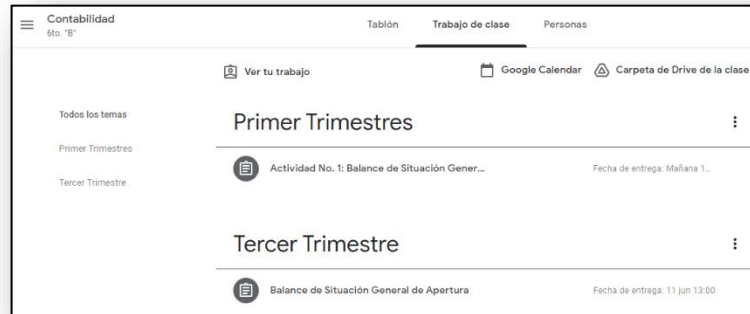 Contabilidad
6to. "B"
Tablón
Trabajo de clase
Personas
Ver tu trabajo
Google Calendar
Carpeta de Drive de la clase
Todos los temas
Primer Trimestres
Tercer Trimestre
Primer Trimestres
Actividad No. 1: Balance de Situación Gener...
Fecha de entrega: Mañana 1...
Tercer Trimestre
Balance de Situación General de Apertura
Fecha de entrega: 11 jun 13:00